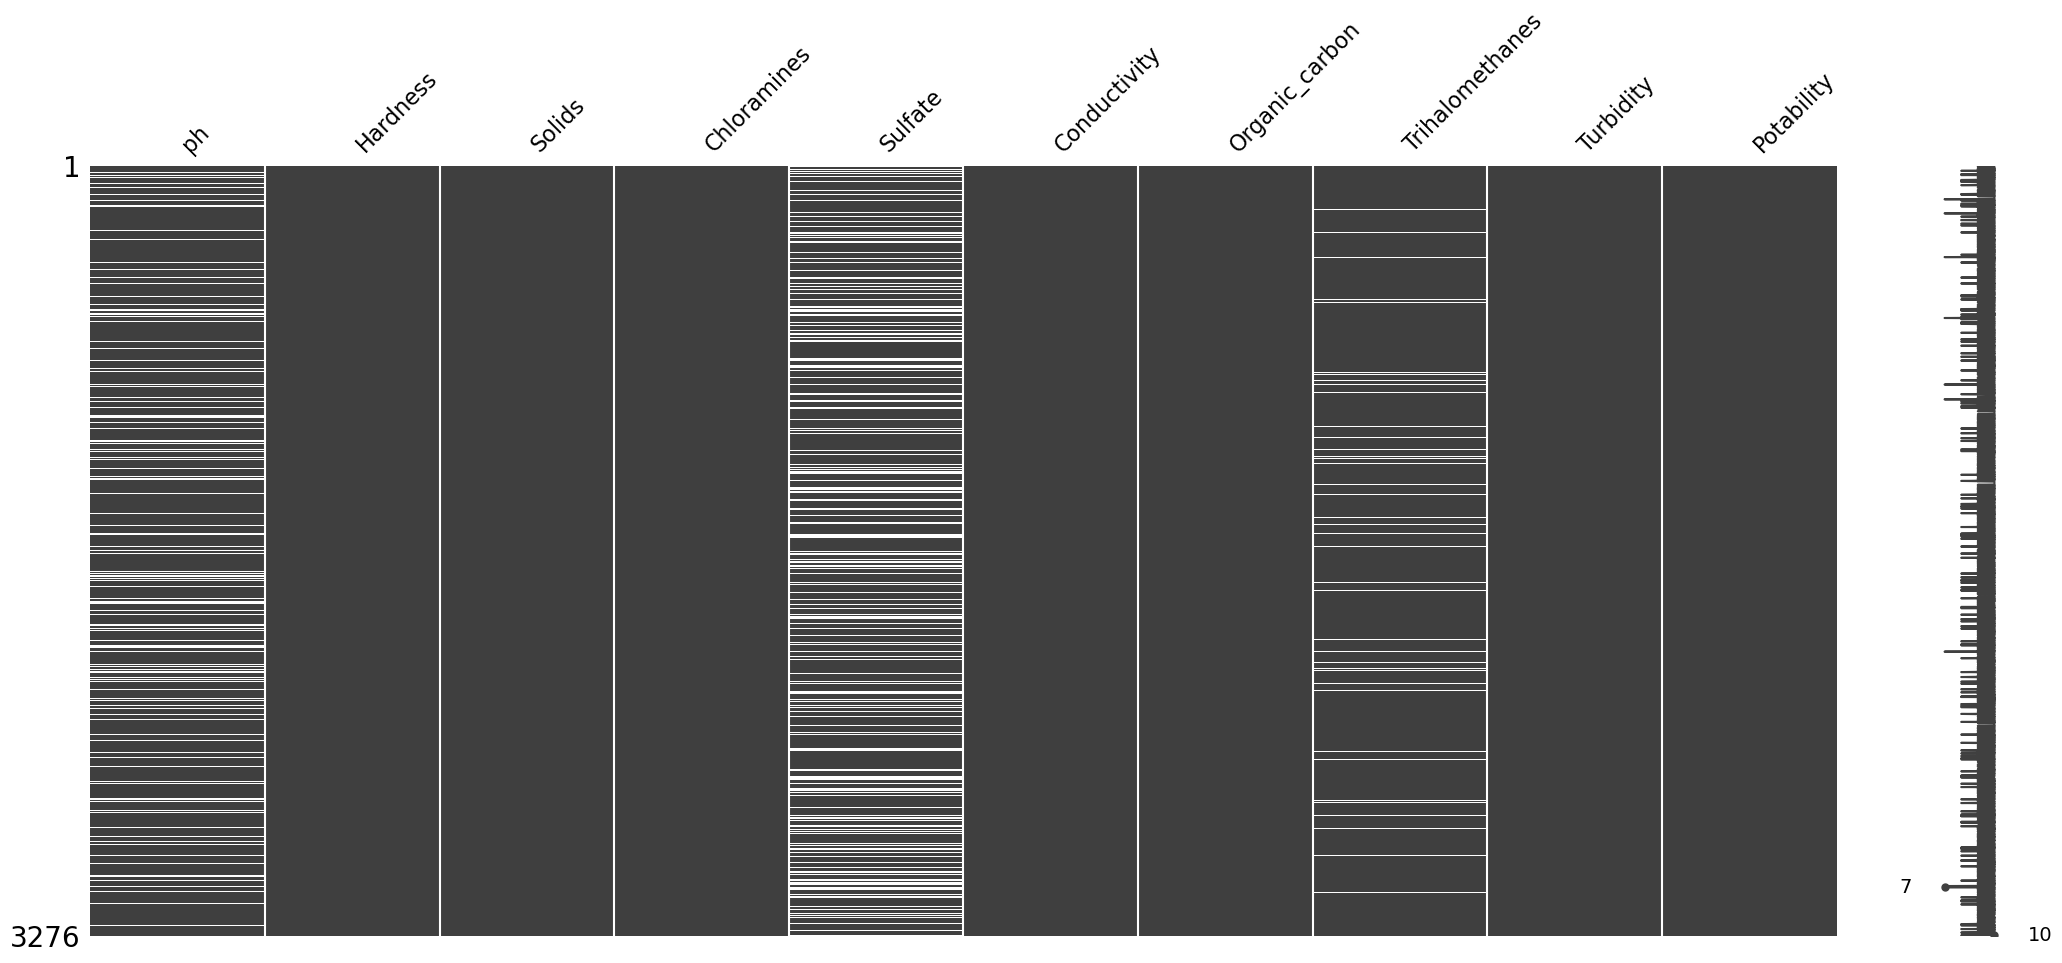 ph
Hardness
Solids
Chloramines
Sulfate
Conductivity
Organic_carbon
Trihalomethanes
Turbidity
Potability
1
3276
7
10